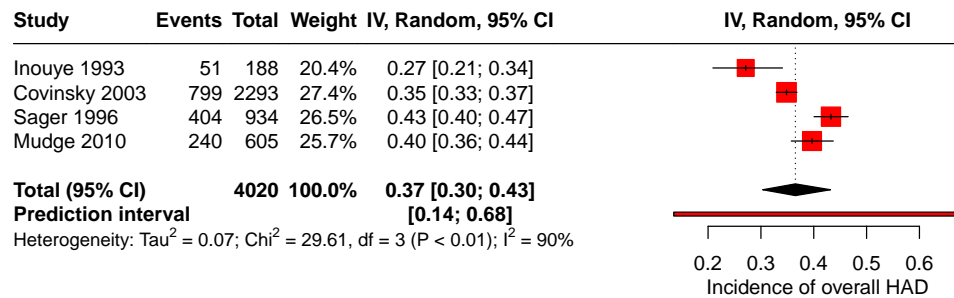 Study Events Total Weight IV, Random, 95% CI IV, Random, 95% CI
Inouye 1993 51 188 20.4% 0.27 [0.21; 0.34]
Covinsky 2003 799 2293 27.4% 0.35 [0.33; 0.37]
Sager 1996 404 934 26.5% 0.43 [0.40; 0.47]
Mudge 2010 240 605 25.7% 0.40 [0.36; 0.44]
Total (95% CI) 4020 100.0% 0.37 [0.30; 0.43]
Prediction interval [0.14; 0.68]
Heterogeneity: Tau² = 0.07; Chi² = 29.61, df = 3 (P < 0.01); I² = 90%
0.2 0.3 0.4 0.5 0.6
Incidence of overall HAD